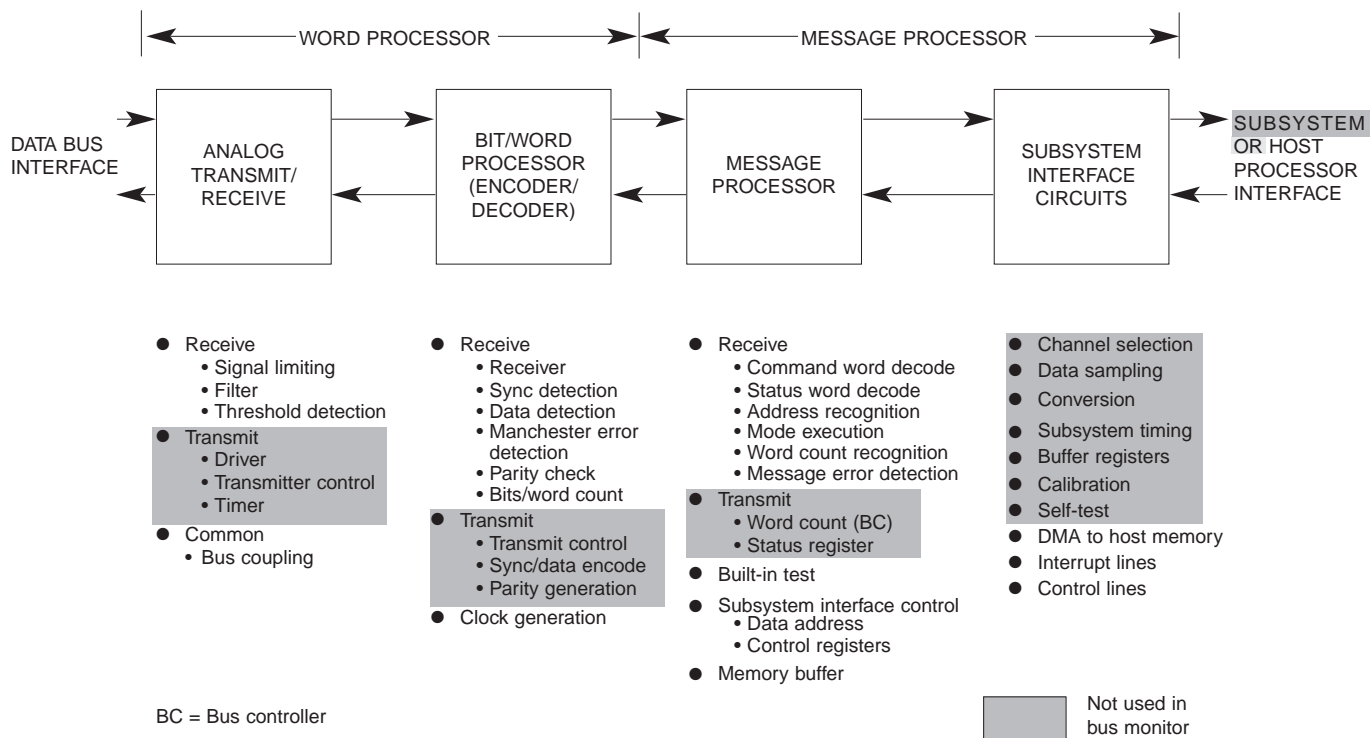 WORD PROCESSOR
MESSAGE PROCESSOR
DATA BUS
INTERFACE
ANALOG
TRANSMIT/
RECEIVE
BIT/WORD
PROCESSOR
(ENCODER/
DECODER)
MESSAGE
PROCESSOR
SUBSYSTEM
INTERFACE
CIRCUITS
SUBSYSTEM
OR HOST
PROCESSOR
INTERFACE
● Receive
• Signal limiting
• Filter
• Threshold detection
● Transmit
• Driver
• Transmitter control
• Timer
● Common
• Bus coupling
● Receive
• Receiver
• Sync detection
• Data detection
• Manchester error
detection
• Parity check
• Bits/word count
● Transmit
• Transmit control
• Sync/data encode
• Parity generation
● Clock generation
● Receive
• Command word decode
• Status word decode
• Address recognition
• Mode execution
• Word count recognition
• Message error detection
● Transmit
• Word count (BC)
• Status register
● Built-in test
● Subsystem interface control
• Data address
• Control registers
● Memory buffer
● Channel selection
● Data sampling
● Conversion
● Subsystem timing
● Buffer registers
● Calibration
● Self-test
● DMA to host memory
● Interrupt lines
● Control lines
BC = Bus controller
Not used in
bus monitor